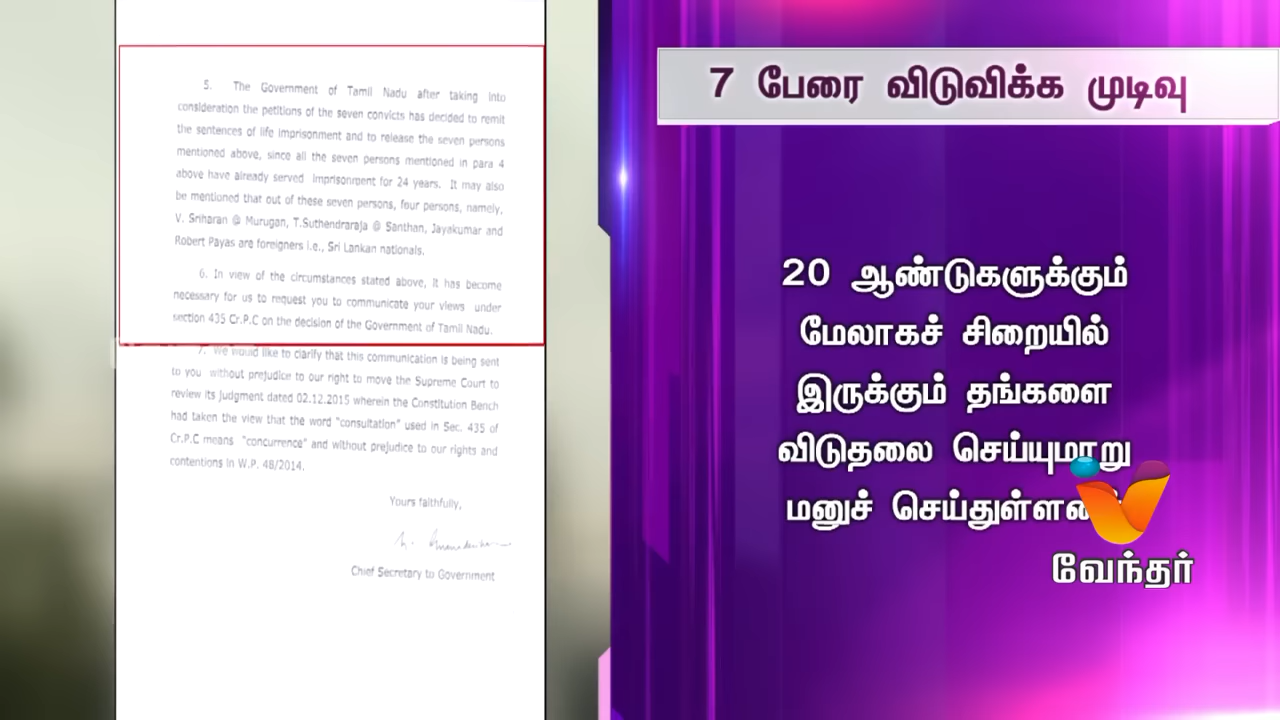 5. The Government of Tamil Nadu after taking into
consideration the petitions of the seven convicts has decided to remit
the sentences of life imprisonment and to release the seven persons
mentioned above, since all the seven persons mentioned in para 4
above have already served imprisonment for 24 years. It may also
be mentioned that out of these seven persons, four persons, namely,
V. Sriharan @ Murugan, T.Suthendraraja @ Santhan, Jayakumar and
Robert Payas are foreigners i.e., Sri Lankan nationals.
6. In view of the circumstances stated above, it has become
necessary for us to request you to communicate your views under
section 435 Cr.P.C on the decision of the Government of Tamil Nadu.
7. We would like to clarify that this communication is being sent
to you without prejudice to our right to move the Supreme Court to
review its Judgment dated 02.12.2015 wherein the Constitution Bench
had taken the view that the word "consultation" used in Sec. 435 of
Cr.P.C means "concurrence" and without prejudice to our rights and
contentions in W.P. 48/2014.
Yours faithfully,
Chief Secretary to Government
7 பேரை விடுவிக்க முடிவு
20 ஆண்டுகளுக்கும்
மேலாகச் சிறையில்
இருக்கும் தங்களை
விடுதலை செய்யுமாறு
மனுச்
வேந்தர்